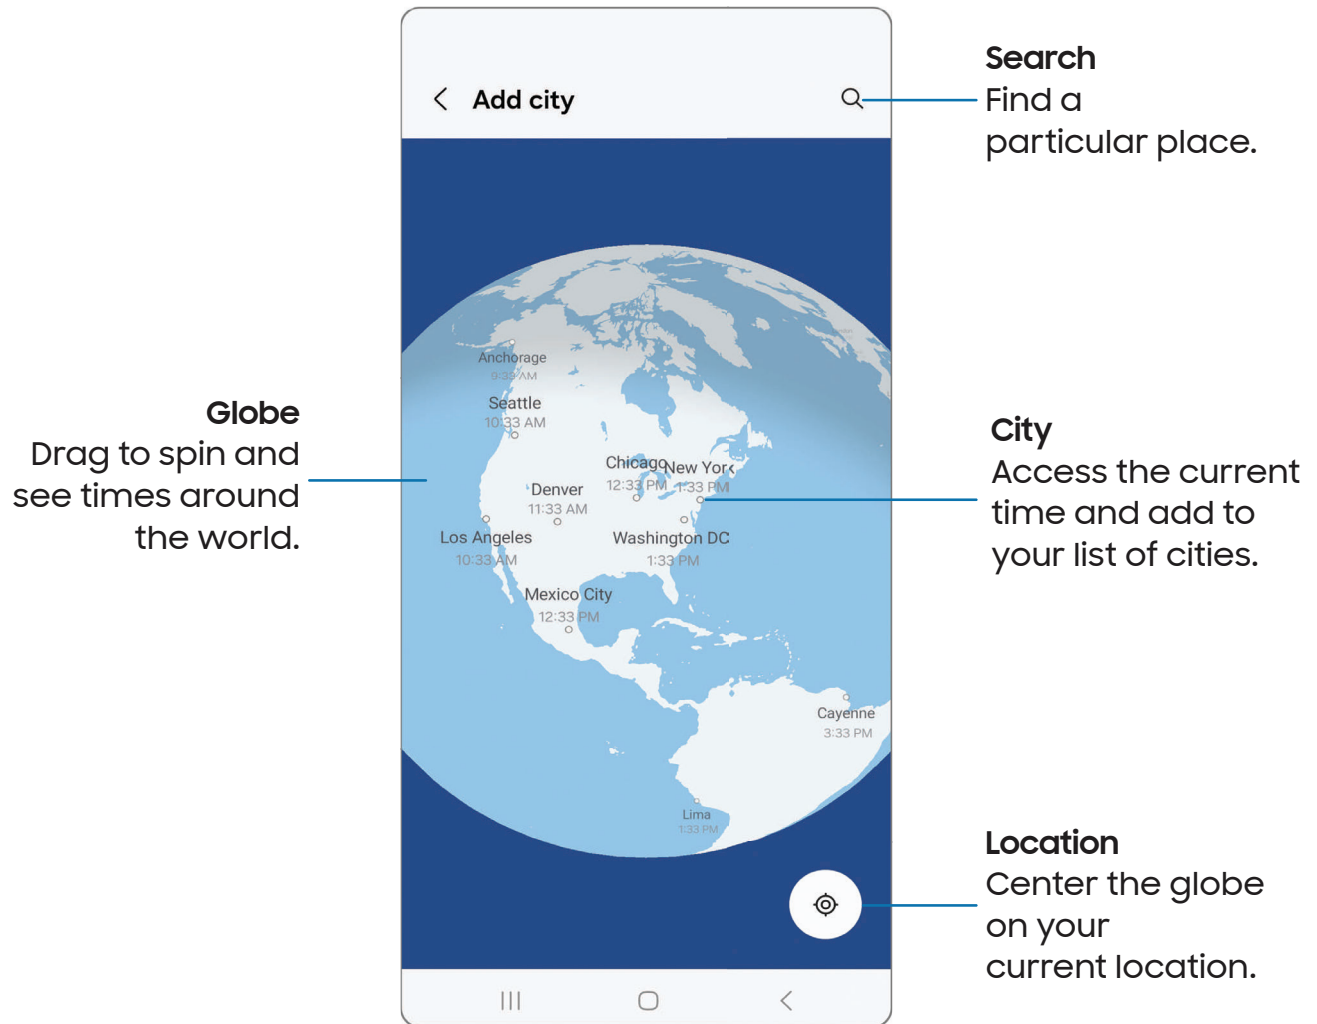 Search
Find a
particular place.
Add city
Globe
Drag to spin and
see times around
the world.
Anchorage
9:33 AM
Seattle
10:33 AM
Chicago
12:33 PM
New York
1:33 PM
Denver
11:33 AM
Los Angeles
10:33 AM
Washington DC
1:33 PM
Mexico City
12:33 PM
Cayenne
3:33 PM
Lima
1:33 PM
City
Access the current
time and add to
your list of cities.
Location
Center the globe
on your
current location.